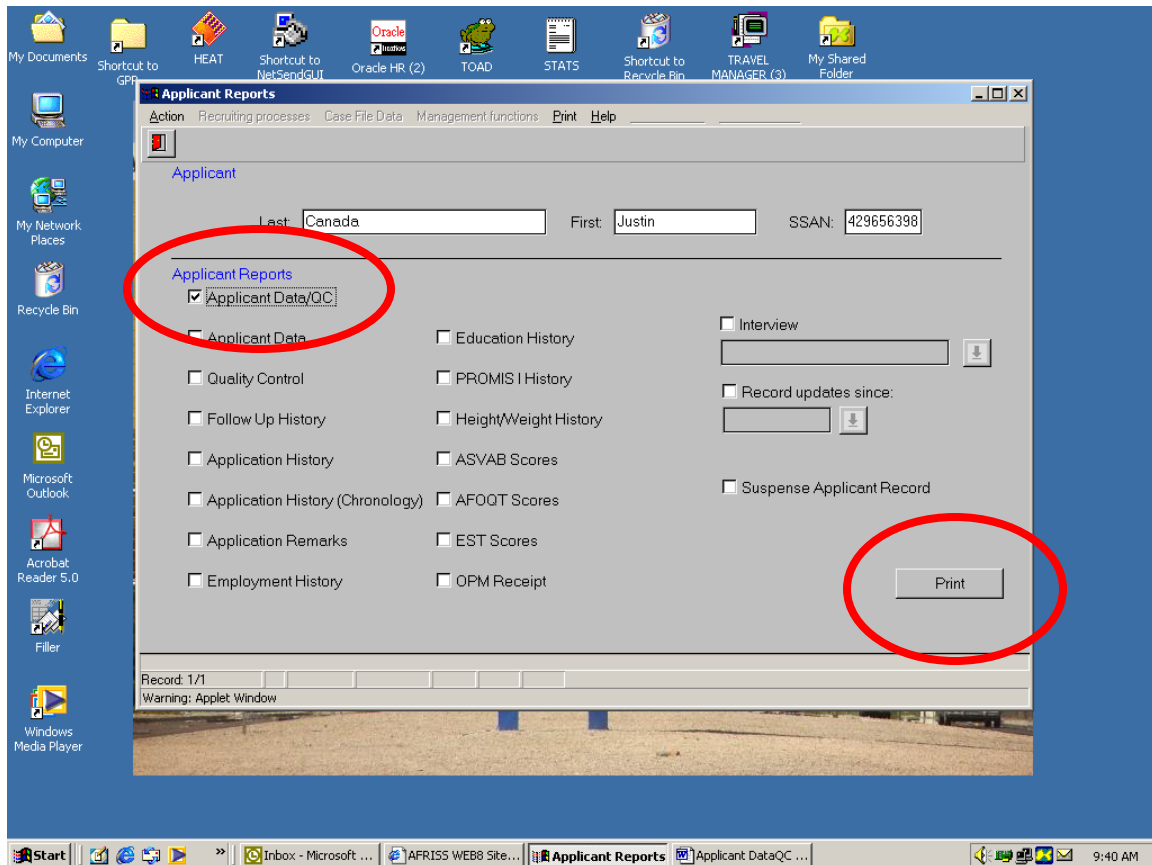 My Documents
Shortcut to
HEAT
Shortcut to
NetSendGUI
Oracle
Oracle HR (2)
TOAD
STATS
Shortcut to
Recycle Bin
TRAVEL
MANAGER (3)
My Shared
Folder
My Computer
My Network
Places
Recycle Bin
Internet
Explorer
Microsoft
Outlook
Acrobat
Reader 5.0
Filler
Windows
Media Player
Applicant Reports
Action Recruiting processes Case File Data Management functions Print Help
Applicant
Last: Canada First: Justin SSAN: 429656398
Applicant Reports
Applicant Data/QC
Applicant Data
Quality Control
Follow Up History
Application History
Application History (Chronology)
Application Remarks
Employment History
Education History
PROMIS I History
Height/Weight History
ASVAB Scores
AFOQT Scores
EST Scores
OPM Receipt
Interview
Record updates since:
Suspense Applicant Record
Print
Record: 1/1
Warning: Applet Window
Start » Inbox - Microsoft ... AFRISS WEB8 Site... Applicant Reports Applicant DataQC ... 9:40 AM